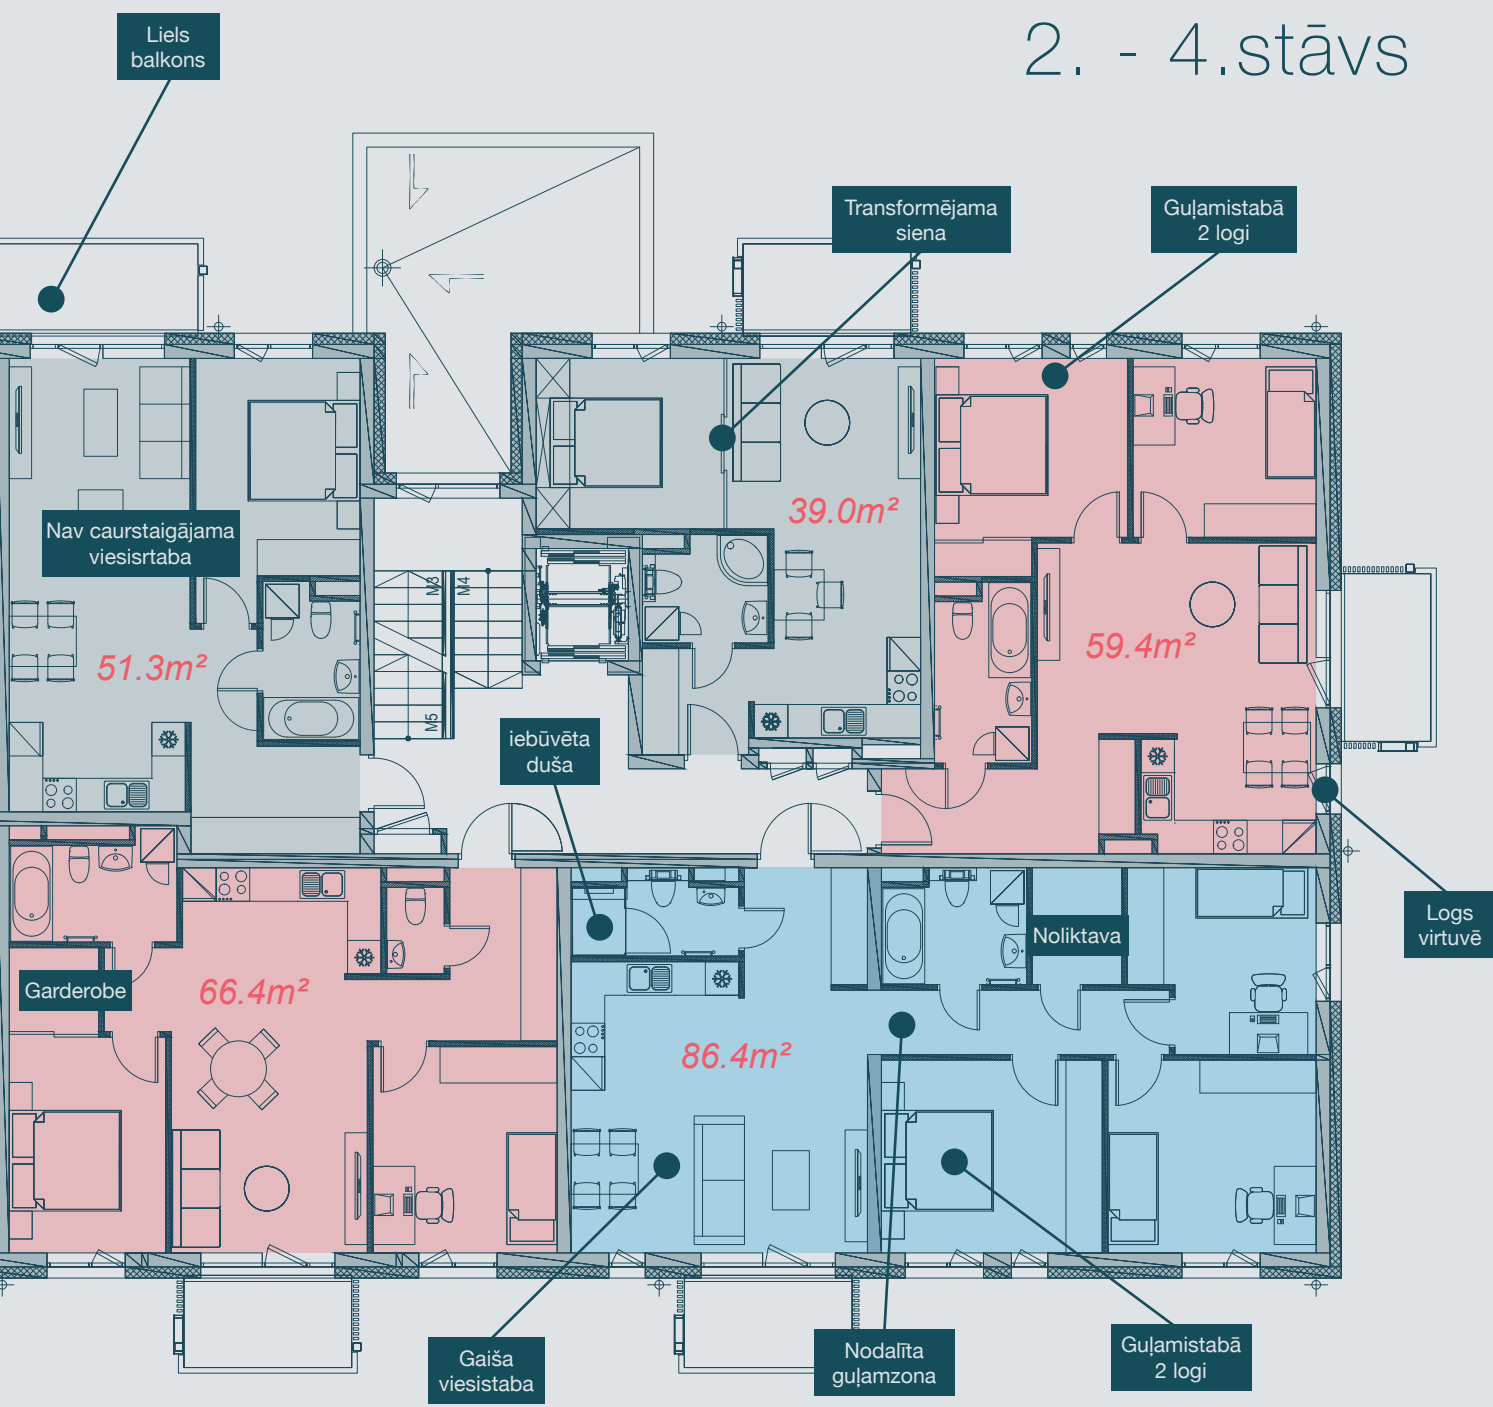 2. - 4.stāvs
Liels
balkons
Transformējama
siena
Guļamistabā
2 logi
39.0m²
Nav caurstaigājama
viesisrtaba
M3
M4
51.3m²
59.4m²
M5
iebūvēta
duša
Logs
virtuvē
Noliktava
Garderobe
66.4m²
86.4m²
Gaiša
viesistaba
Nodalīta
guļamzona
Guļamistabā
2 logi